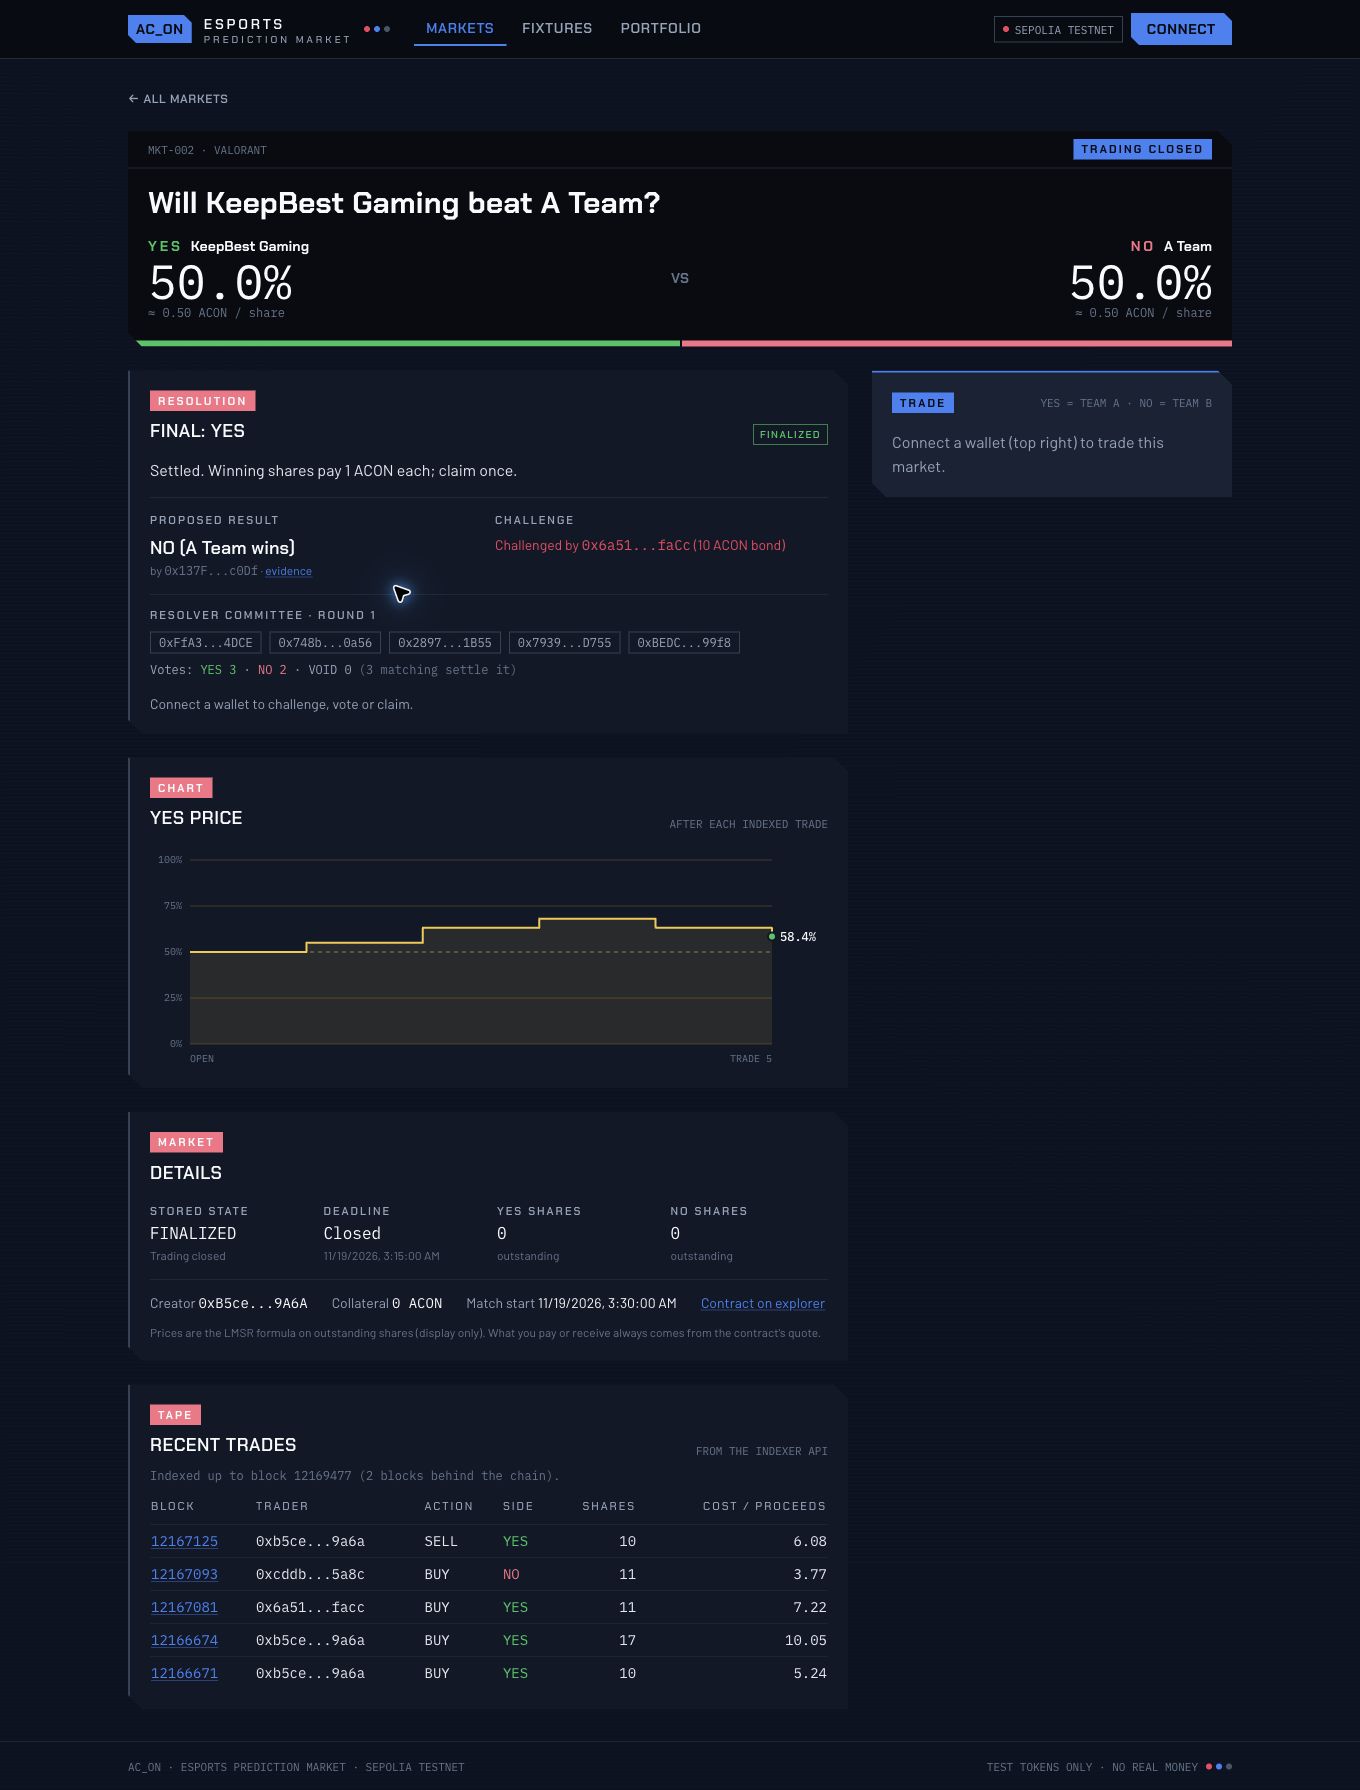 AC_ON ESPORTS PREDICTION MARKET MARKETS FIXTURES PORTFOLIO SEPOLIA TESTNET CONNECT
← ALL MARKETS
MKT-002 · VALORANT TRADING CLOSED
Will KeepBest Gaming beat A Team?
YES KeepBest Gaming NO A Team
50.0% VS 50.0%
≈ 0.50 ACON / share ≈ 0.50 ACON / share
RESOLUTION
FINAL: YES FINALIZED
Settled. Winning shares pay 1 ACON each; claim once.
PROPOSED RESULT CHALLENGE
NO (A Team wins) Challenged by 0x6a51...faCc (10 ACON bond)
by 0x137F...c0Df · evidence
RESOLVER COMMITTEE · ROUND 1
0xFfA3...4DCE 0x748b...0a56 0x2897...1B55 0x7939...D755 0xBEDC...99f8
Votes: YES 3 · NO 2 · VOID 0 (3 matching settle it)
Connect a wallet to challenge, vote or claim.
TRADE YES = TEAM A · NO = TEAM B
Connect a wallet (top right) to trade this
market.
CHART
YES PRICE AFTER EACH INDEXED TRADE
100%
75%
58.4%
50%
25%
0%
OPEN TRADE 5
MARKET
DETAILS
STORED STATE DEADLINE YES SHARES NO SHARES
FINALIZED Closed 0 0
Trading closed 11/19/2026, 3:15:00 AM outstanding outstanding
Creator 0xB5ce...9A6A Collateral 0 ACON Match start 11/19/2026, 3:30:00 AM Contract on explorer
Prices are the LMSR formula on outstanding shares (display only). What you pay or receive always comes from the contract's quote.
TAPE
RECENT TRADES FROM THE INDEXER API
Indexed up to block 12169477 (2 blocks behind the chain).
BLOCK TRADER ACTION SIDE SHARES COST / PROCEEDS
12167125 0xb5ce...9a6a SELL YES 10 6.08
12167093 0xcddb...5a8c BUY NO 11 3.77
12167081 0x6a51...facc BUY YES 11 7.22
12166674 0xb5ce...9a6a BUY YES 17 10.05
12166671 0xb5ce...9a6a BUY YES 10 5.24
AC_ON · ESPORTS PREDICTION MARKET · SEPOLIA TESTNET TEST TOKENS ONLY · NO REAL MONEY